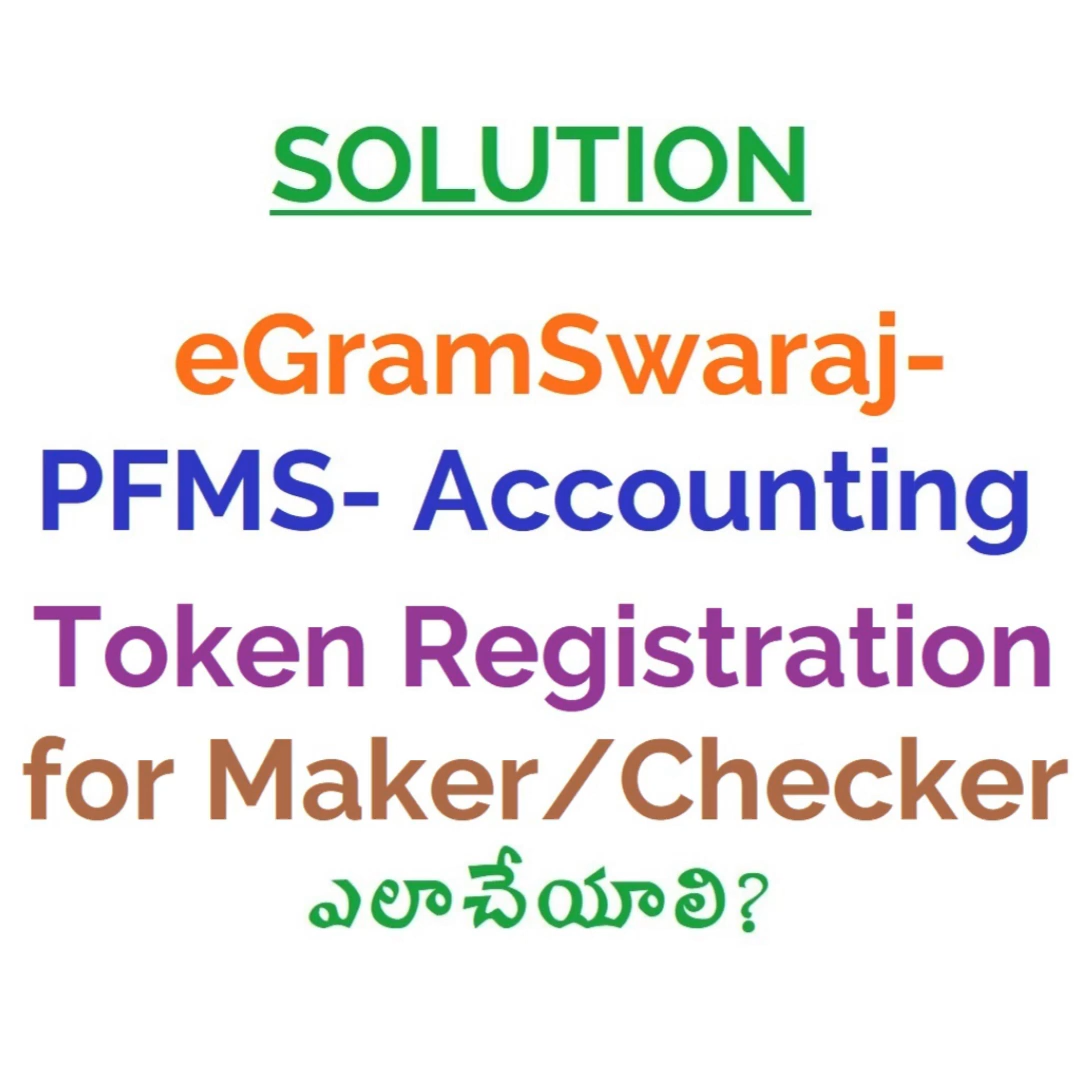 SOLUTION
eGramSwaraj-
PFMS- Accounting
Token Registration
for Maker/Checker
ఎలాచేయాలి?